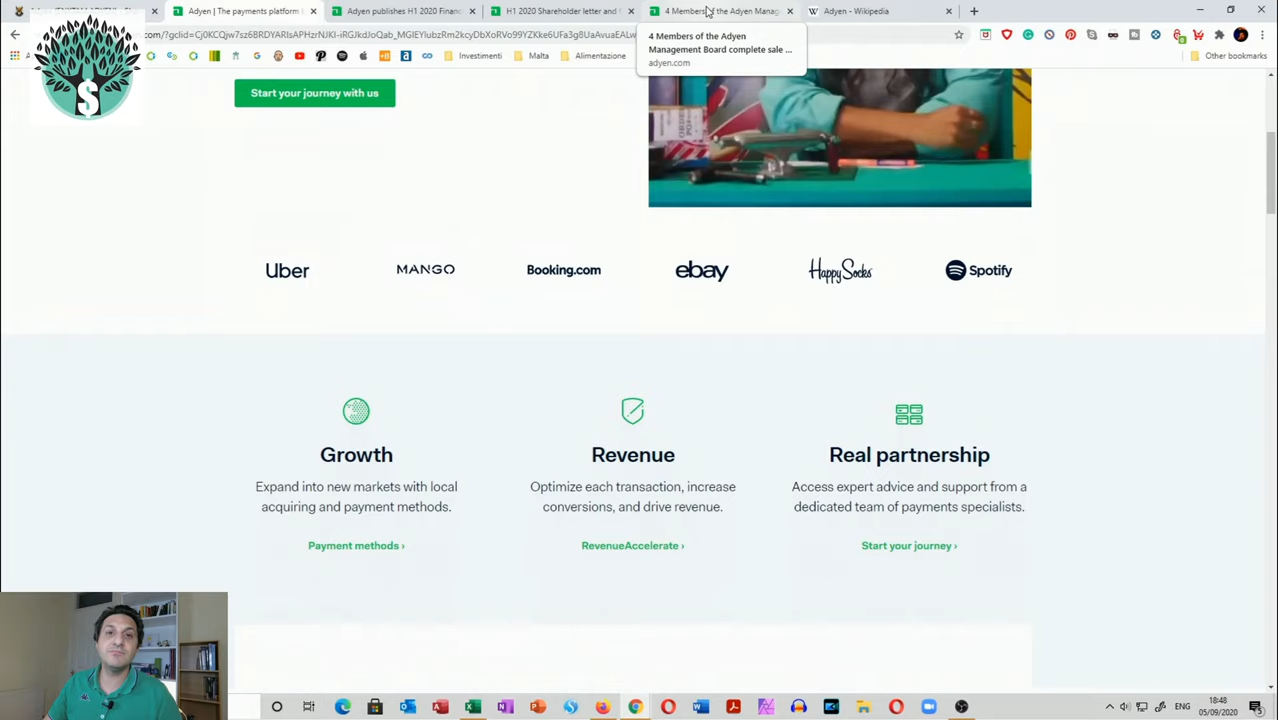 Adyen | The payments platform
Adyen publishes H1 2020 Financ
H1 2020 Shareholder letter and
4 Members of the Adyen Manag
Adyen - Wikipedia
Investimenti
Malta
Alimentazione
Other bookmarks
4 Members of the Adyen
Management Board complete sale ...
adyen.com
$
Start your journey with us
ORDER
Uber
MANGO
Booking.com
ebay
Happy Socks
Spotify
Growth
Revenue
Real partnership
Expand into new markets with local
acquiring and payment methods.
Optimize each transaction, increase
conversions, and drive revenue.
Access expert advice and support from a
dedicated team of payments specialists.
Payment methods ›
RevenueAccelerate ›
Start your journey ›
ENG
18:48
05/09/2020